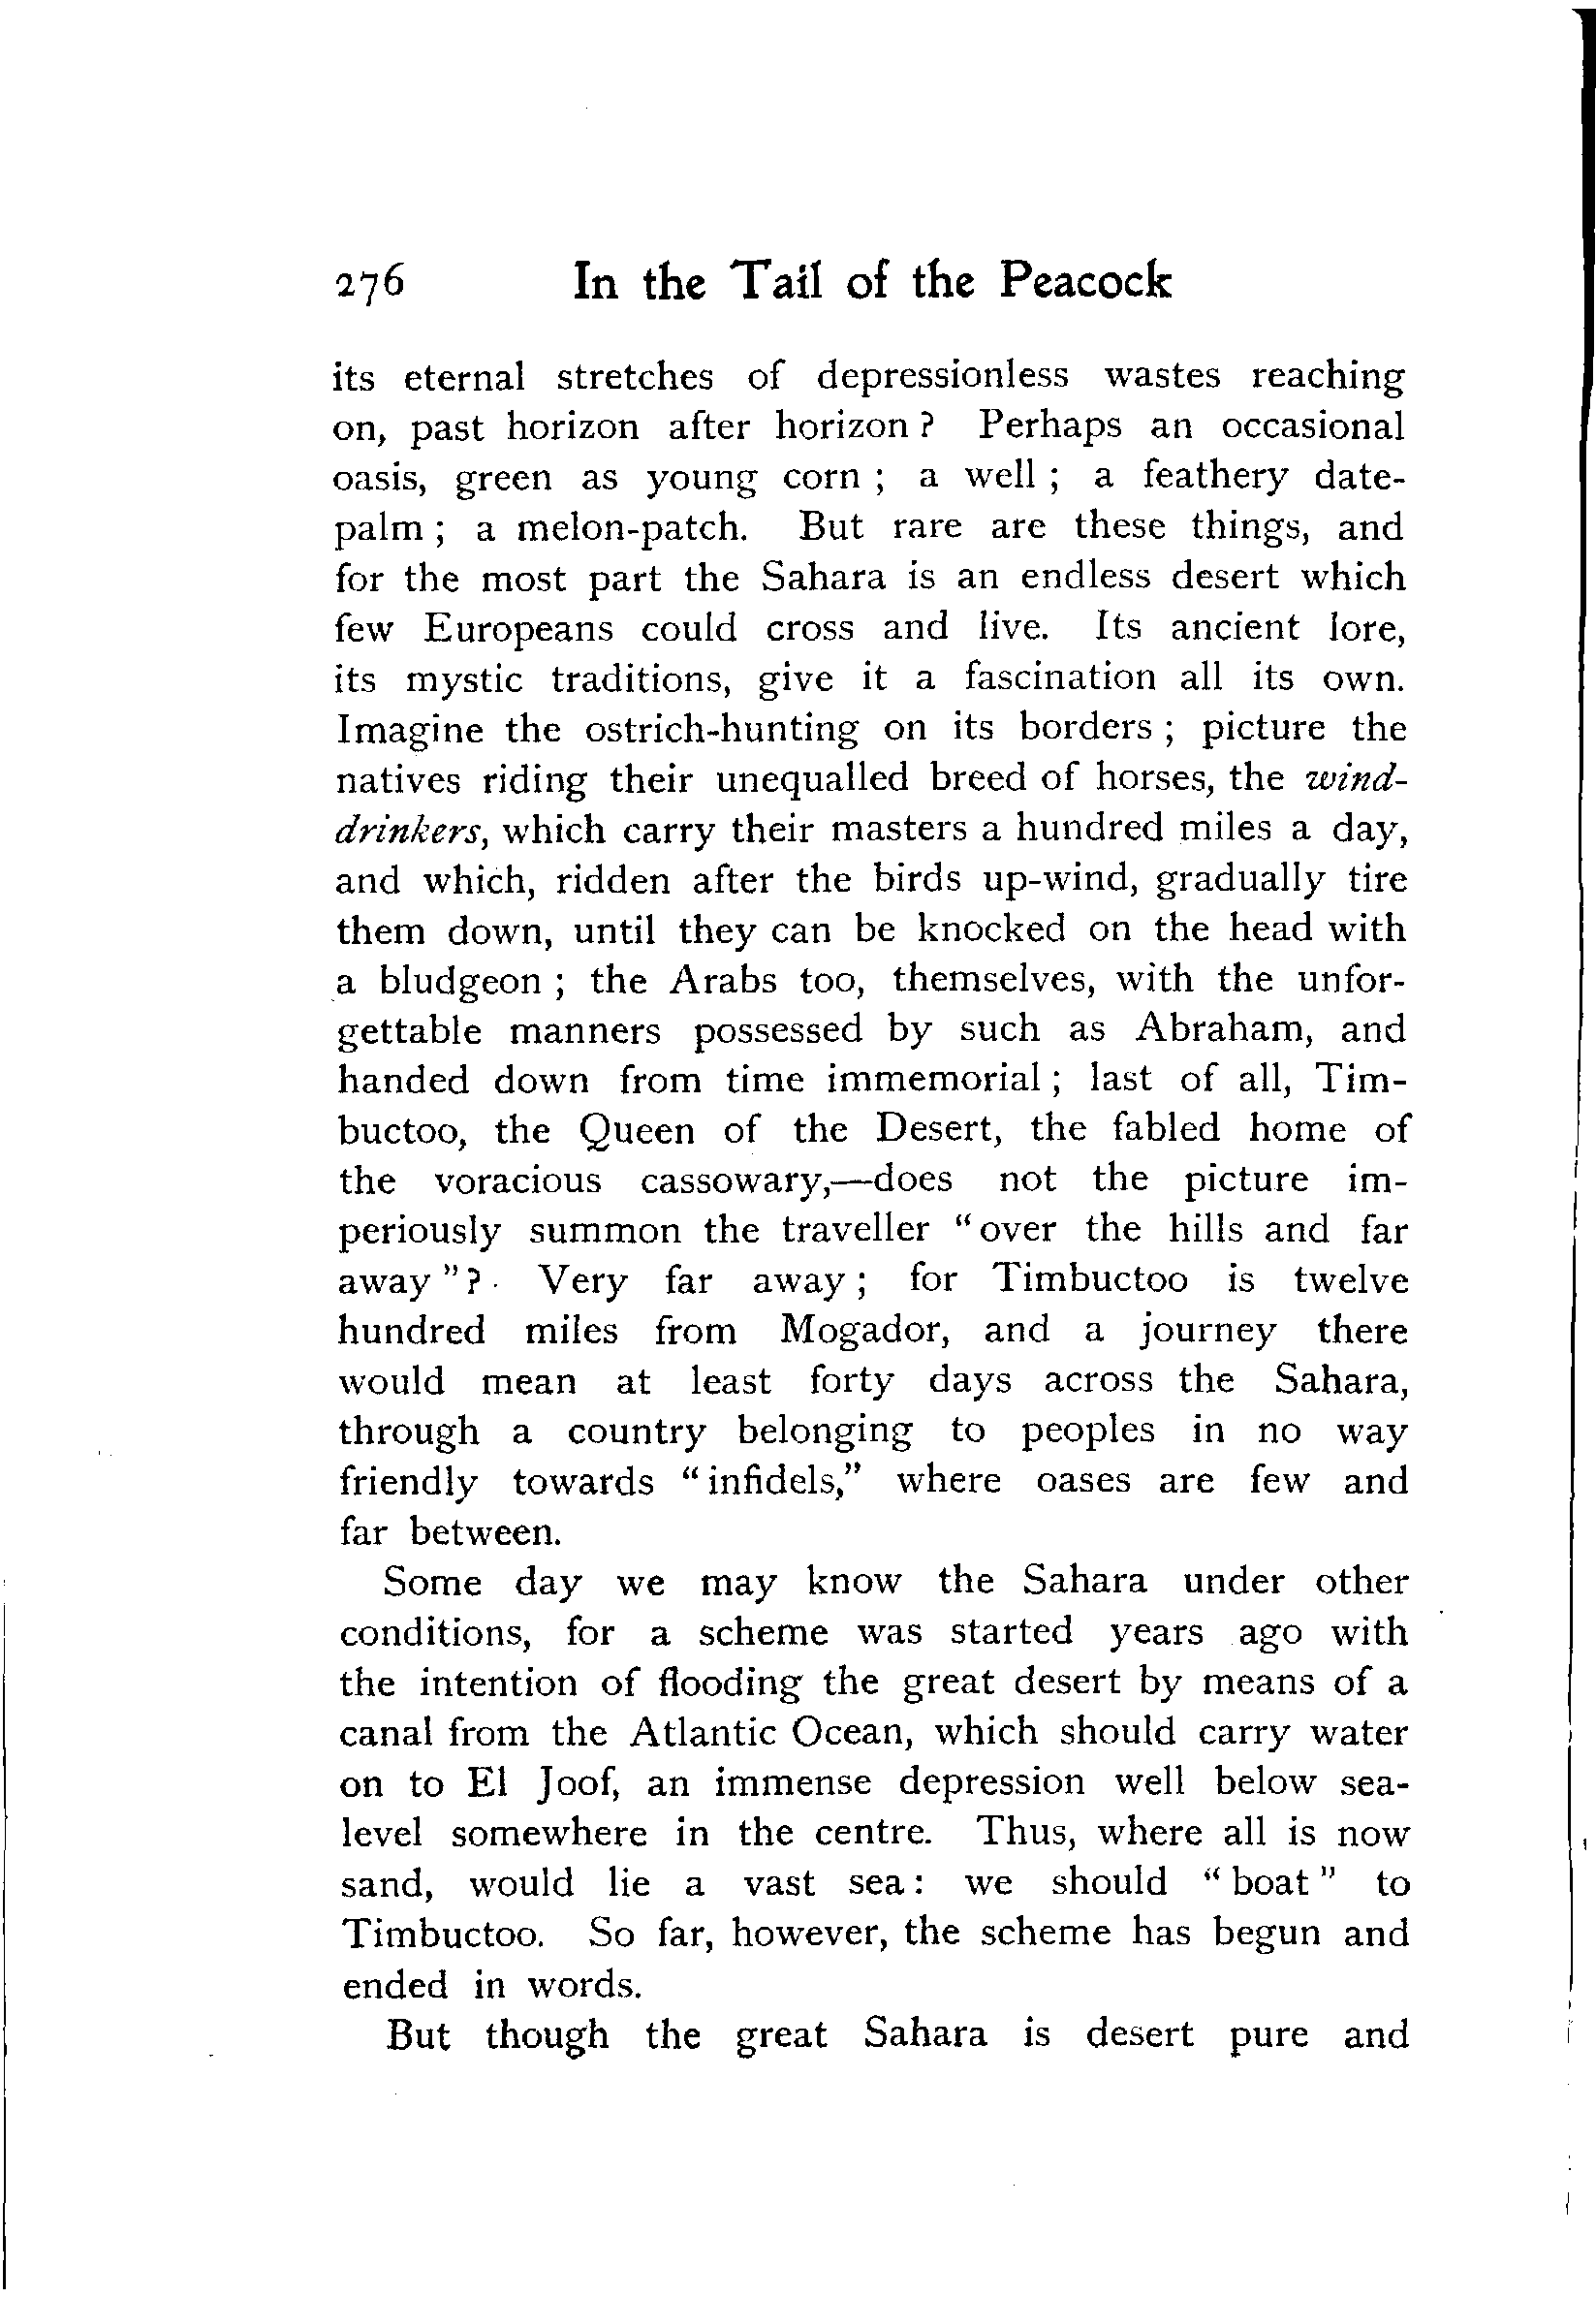 276 In the Tail of the Peacock
its eternal stretches of depressionless wastes reaching
on, past horizon after horizon ? Perhaps an occasional
oasis, green as young corn ; a well ; a feathery date-
palm ; a melon-patch. But rare are these things, and
for the most part the Sahara is an endless desert which
few Europeans could cross and live. Its ancient lore,
its mystic traditions, give it a fascination all its own.
Imagine the ostrich-hunting on its borders ; picture the
natives riding their unequalled breed of horses, the wind-
drinkers, which carry their masters a hundred miles a day,
and which, ridden after the birds up-wind, gradually tire
them down, until they can be knocked on the head with
a bludgeon ; the Arabs too, themselves, with the unfor-
gettable manners possessed by such as Abraham, and
handed down from time immemorial ; last of all, Tim-
buctoo, the Queen of the Desert, the fabled home of
the voracious cassowary,—does not the picture im-
periously summon the traveller "over the hills and far
away"? Very far away ; for Timbuctoo is twelve
hundred miles from Mogador, and a journey there
would mean at least forty days across the Sahara,
through a country belonging to peoples in no way
friendly towards "infidels," where oases are few and
far between.
Some day we may know the Sahara under other
conditions, for a scheme was started years ago with
the intention of flooding the great desert by means of a
canal from the Atlantic Ocean, which should carry water
on to El Joof, an immense depression well below sea-
level somewhere in the centre. Thus, where all is now
sand, would lie a vast sea: we should "boat" to
Timbuctoo. So far, however, the scheme has begun and
ended in words.
But though the great Sahara is desert pure and